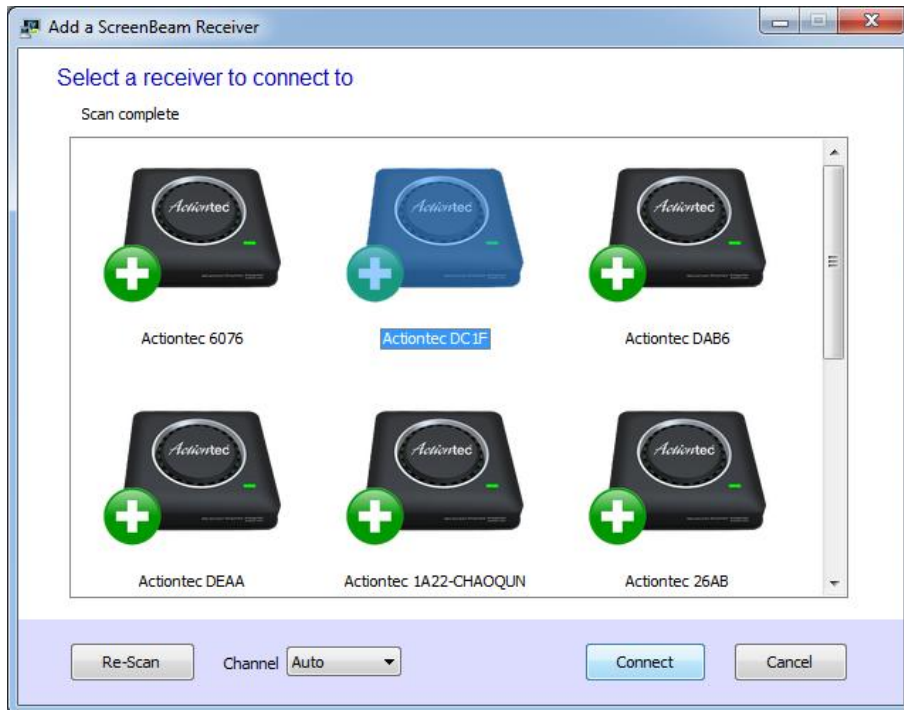 Add a ScreenBeam Receiver
Select a receiver to connect to
Scan complete
Actiontec Actiontec Actiontec
Actiontec 6076 Actiontec DC1F Actiontec DAB6
Actiontec Actiontec Actiontec
Actiontec DEAA Actiontec 1A22-CHAOQUN Actiontec 26AB
Re-Scan Channel Auto Connect Cancel